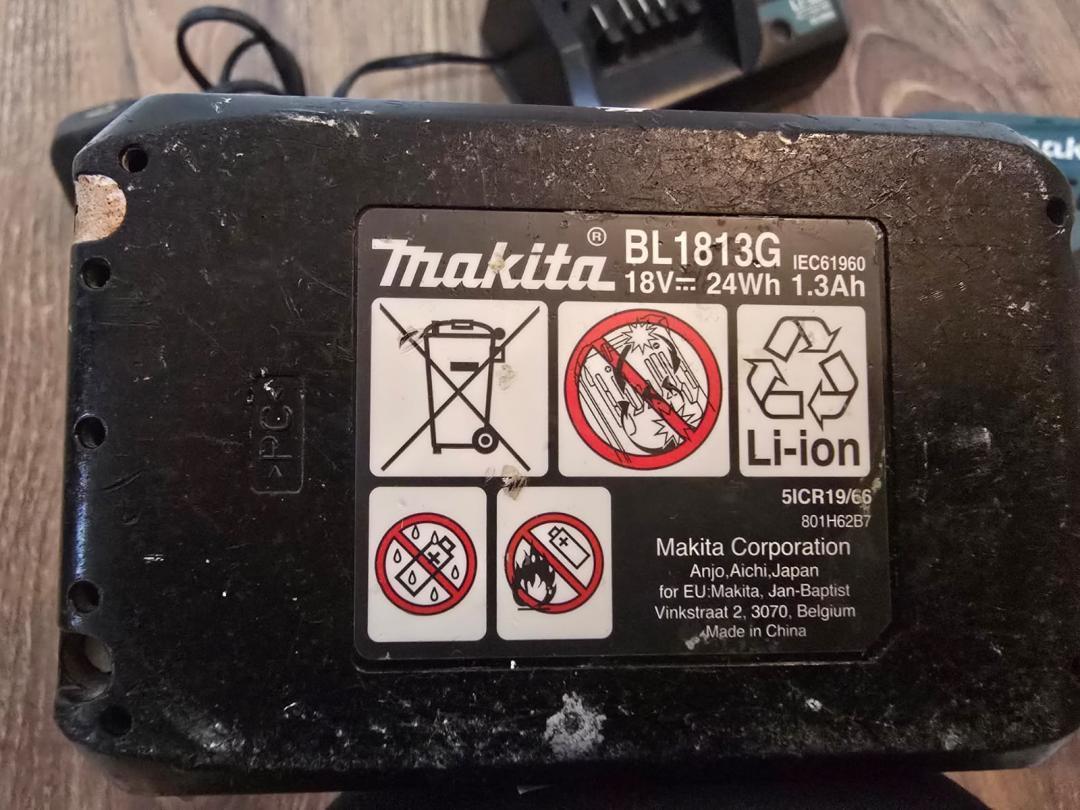 makita® BL1813G IEC61960
18V⎓ 24Wh 1.3Ah
Li-ion
5ICR19/66
801H62B7
Makita Corporation
Anjo,Aichi,Japan
for EU:Makita, Jan-Baptist
Vinkstraat 2, 3070, Belgium
Made in China
>PC<